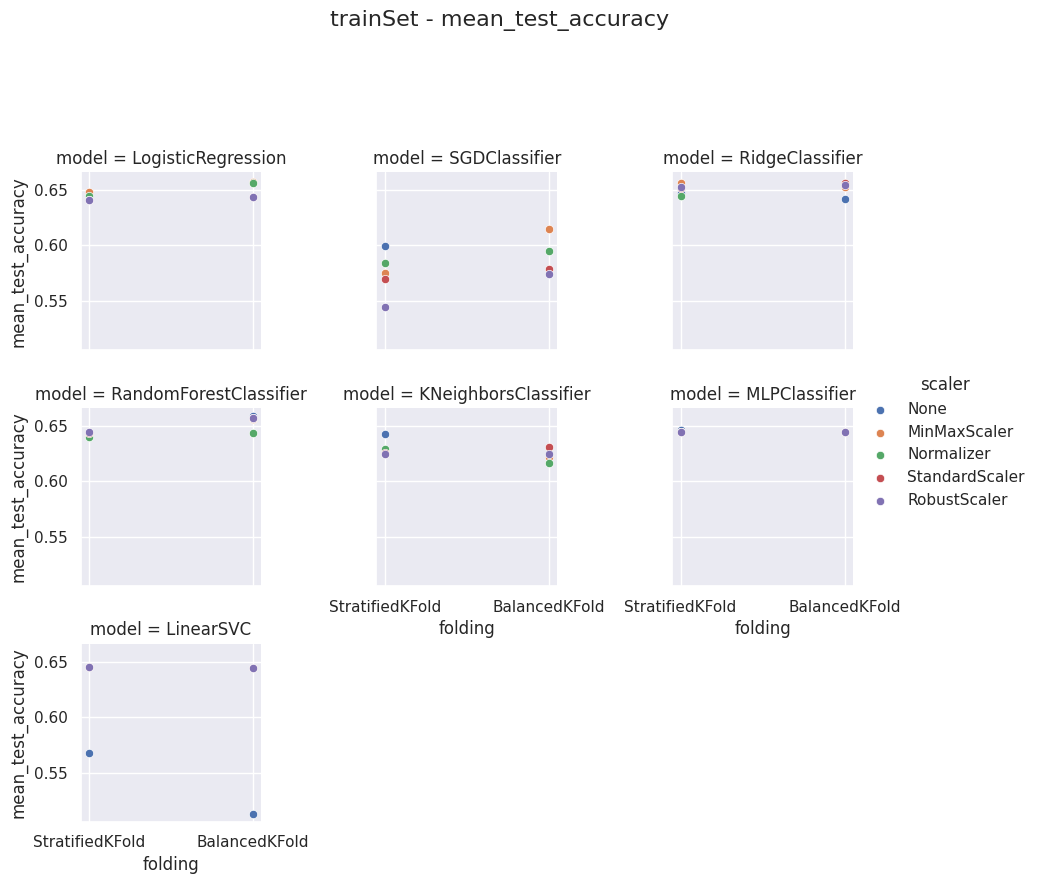 trainSet - mean_test_accuracy
model = LogisticRegression
model = SGDClassifier
model = RidgeClassifier
mean_test_accuracy
0.65
0.60
0.55
model = RandomForestClassifier
model = KNeighborsClassifier
model = MLPClassifier
mean_test_accuracy
0.65
0.60
0.55
StratifiedKFold
BalancedKFold
folding
StratifiedKFold
BalancedKFold
folding
model = LinearSVC
mean_test_accuracy
0.65
0.60
0.55
StratifiedKFold
BalancedKFold
folding
scaler
None
MinMaxScaler
Normalizer
StandardScaler
RobustScaler